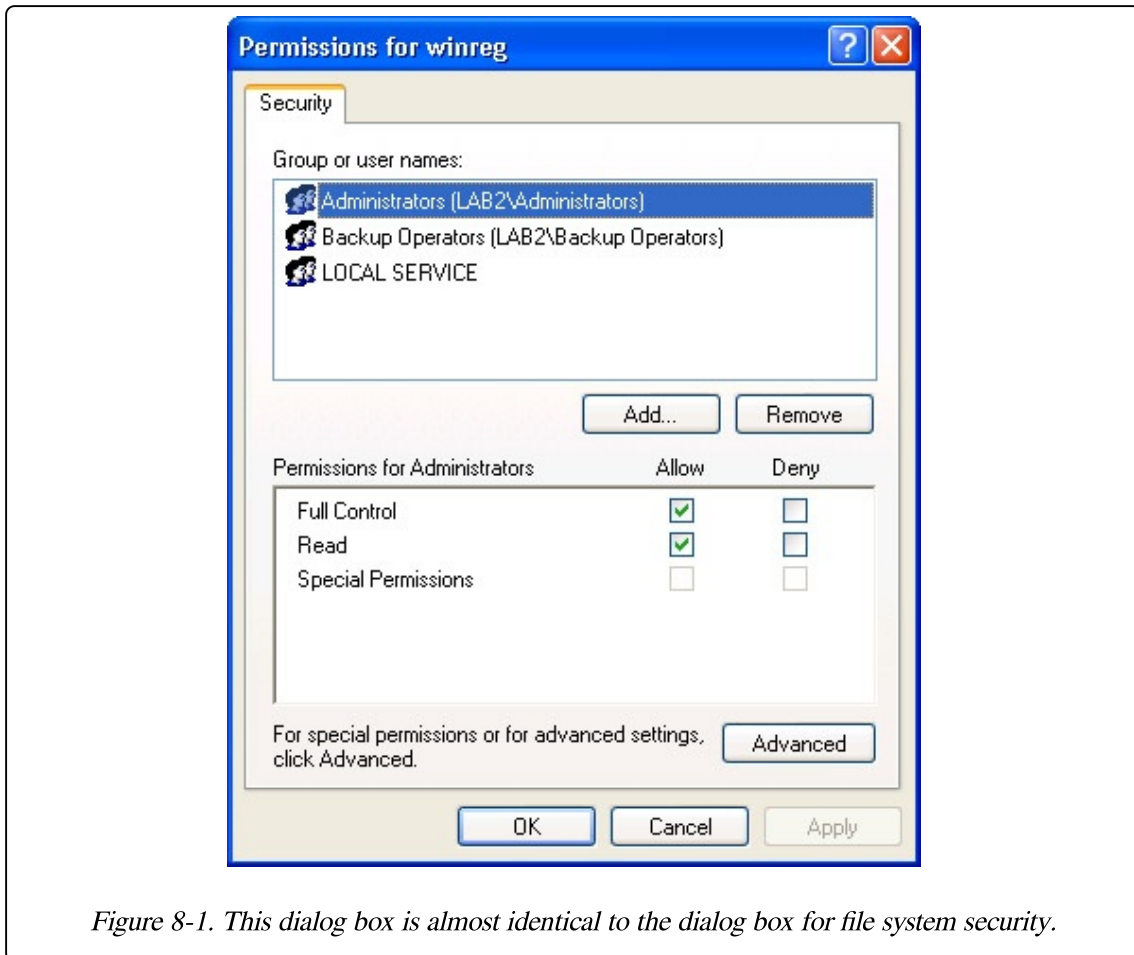 Permissions for winreg
Security
Group or user names:
Administrators (LAB2\Administrators)
Backup Operators (LAB2\Backup Operators)
LOCAL SERVICE
Add... Remove
Permissions for Administrators Allow Deny
Full Control
Read
Special Permissions
For special permissions or for advanced settings,
click Advanced.
Advanced
OK Cancel Apply
Figure 8-1. This dialog box is almost identical to the dialog box for file system security.